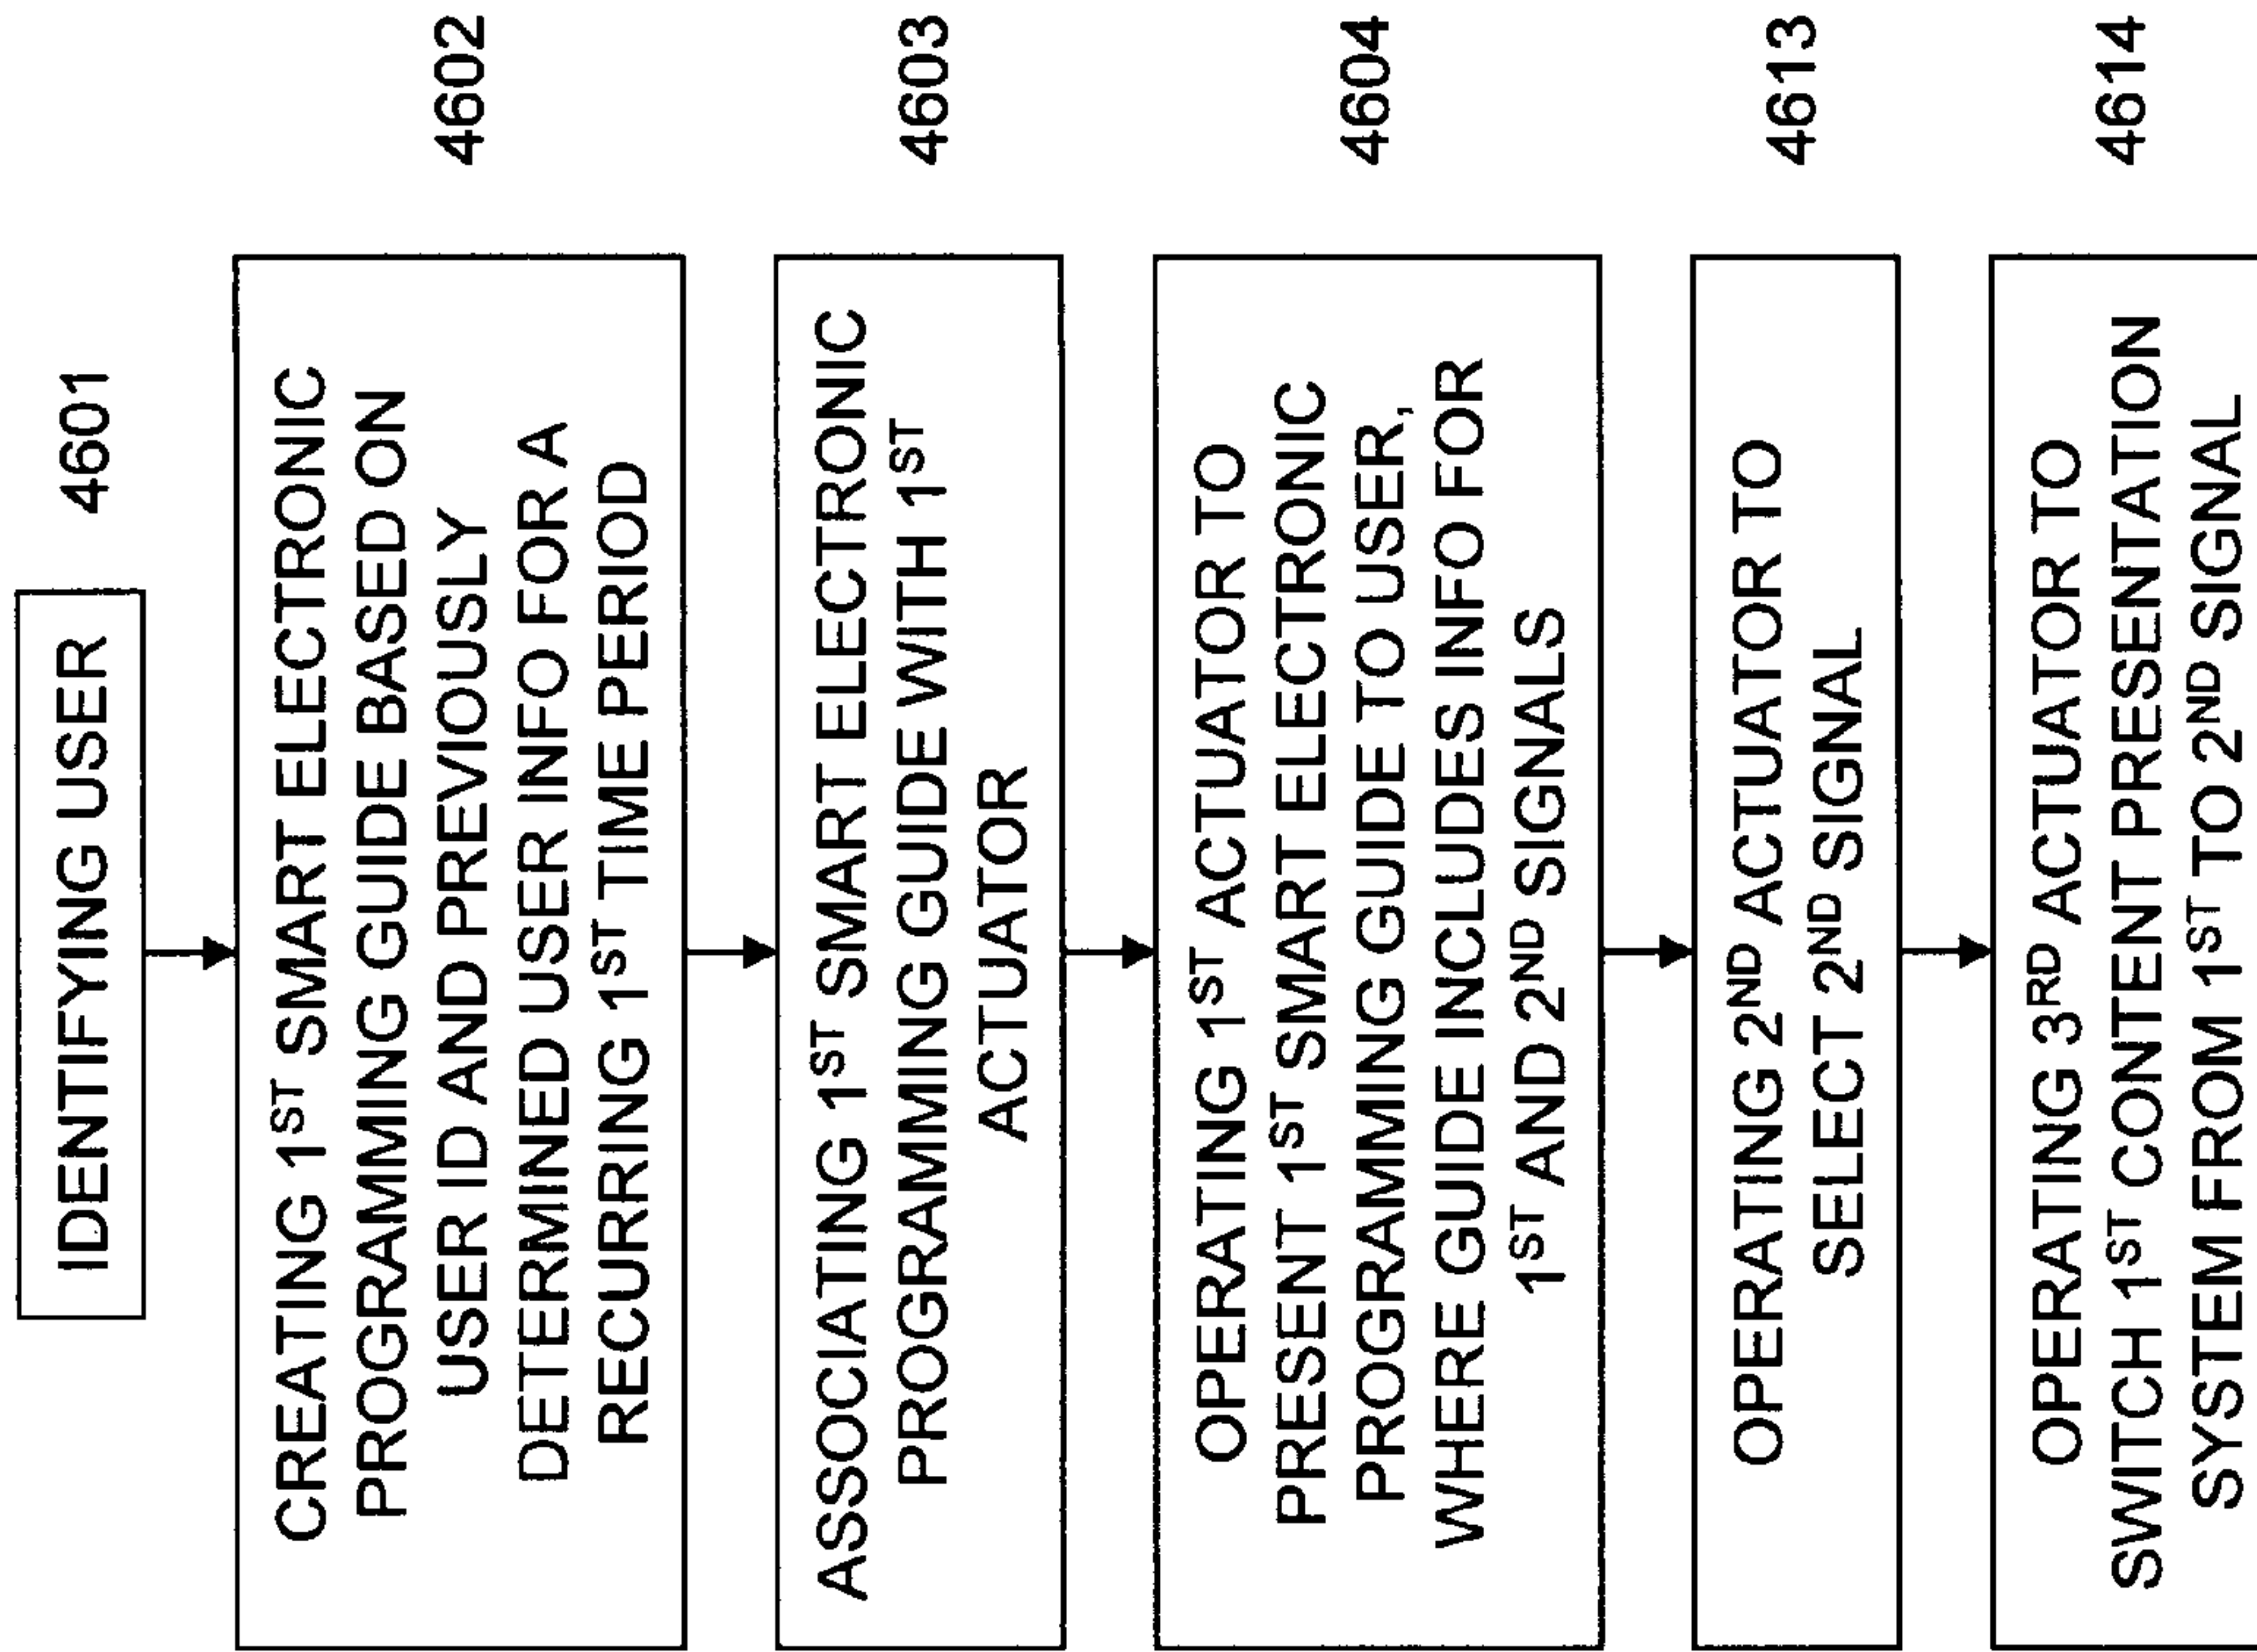 IDENTIFYING USER
4601
CREATING 1ST SMART ELECTRONIC
PROGRAMMING GUIDE BASED ON
USER ID AND PREVIOUSLY
DETERMINED USER INFO FOR A
RECURRING 1ST TIME PERIOD
4602
ASSOCIATING 1ST SMART ELECTRONIC
PROGRAMMING GUIDE WITH 1ST
ACTUATOR
4603
OPERATING 1ST ACTUATOR TO
PRESENT 1ST SMART ELECTRONIC
PROGRAMMING GUIDE TO USER,
WHERE GUIDE INCLUDES INFO FOR
1ST AND 2ND SIGNALS
4604
OPERATING 2ND ACTUATOR TO
SELECT 2ND SIGNAL
4613
OPERATING 3RD ACTUATOR TO
SWITCH 1ST CONTENT PRESENTATION
SYSTEM FROM 1ST TO 2ND SIGNAL
4614